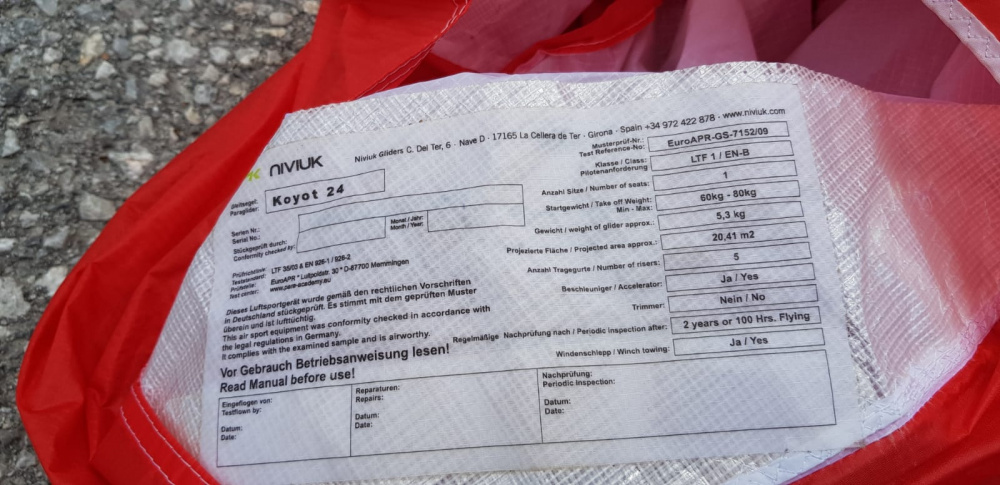 NIVIUK
Niviuk Gliders C. Del Ter, 6 · Nave D · 17165 La Cellera de Ter · Girona · Spain +34 972 422 878 · www.niviuk.com
Gleitsegel:
Paraglider:
Koyot 24
Serien Nr.:
Serial No.:
Monat / Jahr:
Month / Year:
Stückgeprüft durch:
Conformity checked by:
Prüfrichtlinie
Teststandard:
LTF 35/03 & EN 926-1 / 926-2
Prüfstelle:
Test center:
EuroAPR * Luitpoldstr. 30 * D-87700 Memmingen
www.para-academy.eu
Dieses Luftsportgerät wurde gemäß den rechtlichen Vorschriften
in Deutschland stückgeprüft. Es stimmt mit dem geprüften Muster
überein und ist lufttüchtig.
This air sport equipment was conformity checked in accordance with
the legal regulations in Germany.
It complies with the examined sample and is airworthy.
Vor Gebrauch Betriebsanweisung lesen!
Read Manual before use!
Musterprüf-Nr.:
Test Reference-No:
EuroAPR-GS-7152/09
Klasse / Class:
Pilotenanforderung
LTF 1 / EN-B
Anzahl Sitze / Number of seats:
1
Startgewicht / Take off Weight:
Min - Max:
60kg - 80kg
Gewicht / weight of glider approx.:
5,3 kg
Projezierte Fläche / Projected area approx.:
20,41 m2
Anzahl Tragegurte / Number of risers:
5
Beschleuniger / Accelerator:
Ja / Yes
Trimmer:
Nein / No
Regelmäßige Nachprüfung nach / Periodic inspection after:
2 years or 100 Hrs. Flying
Windenschlepp / Winch towing:
Ja / Yes
Eingeflogen von:
Testflown by:
Datum:
Date:
Reparaturen:
Repairs:
Datum:
Date:
Nachprüfung:
Periodic Inspection:
Datum:
Date: